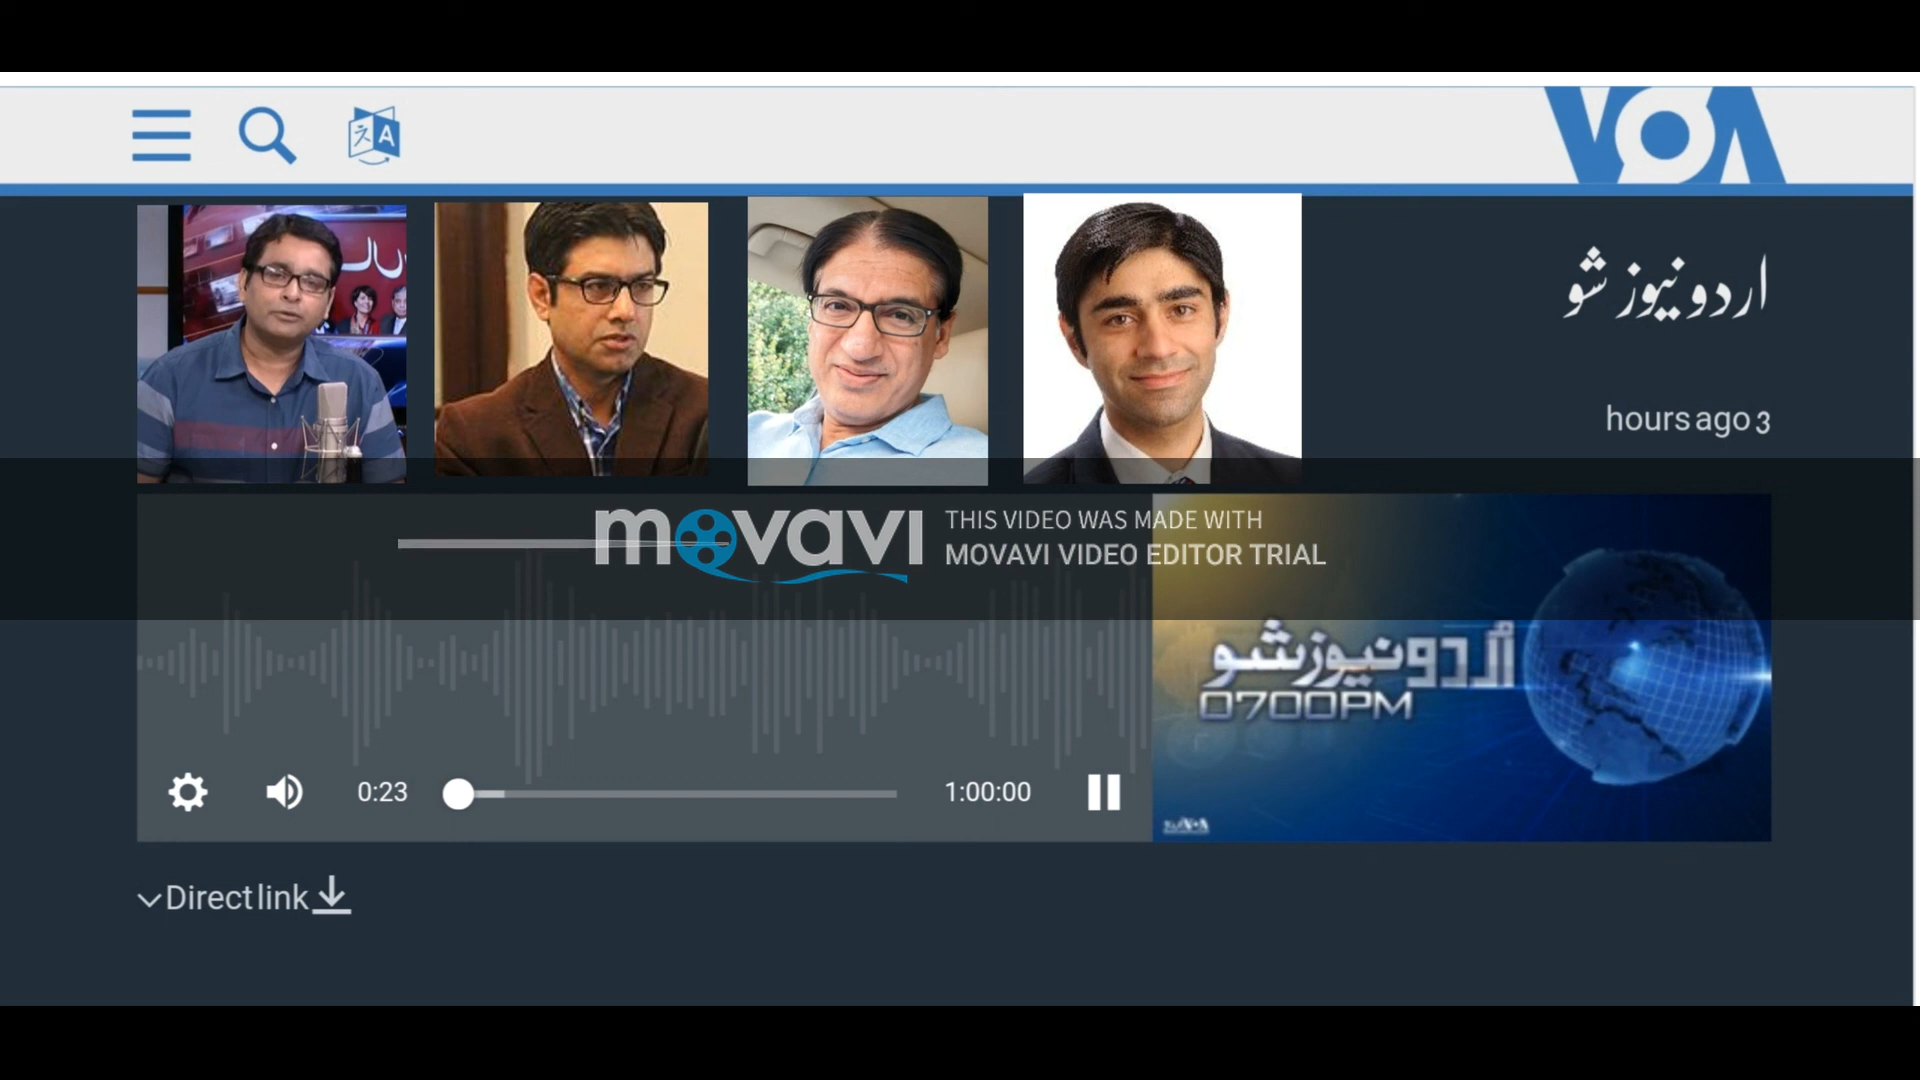 VOA
اردو نیوز شو
hours ago 3
movavi
THIS VIDEO WAS MADE WITH
MOVAVI VIDEO EDITOR TRIAL
اُردو نیوز شو
0700PM
0:23
1:00:00
Direct link